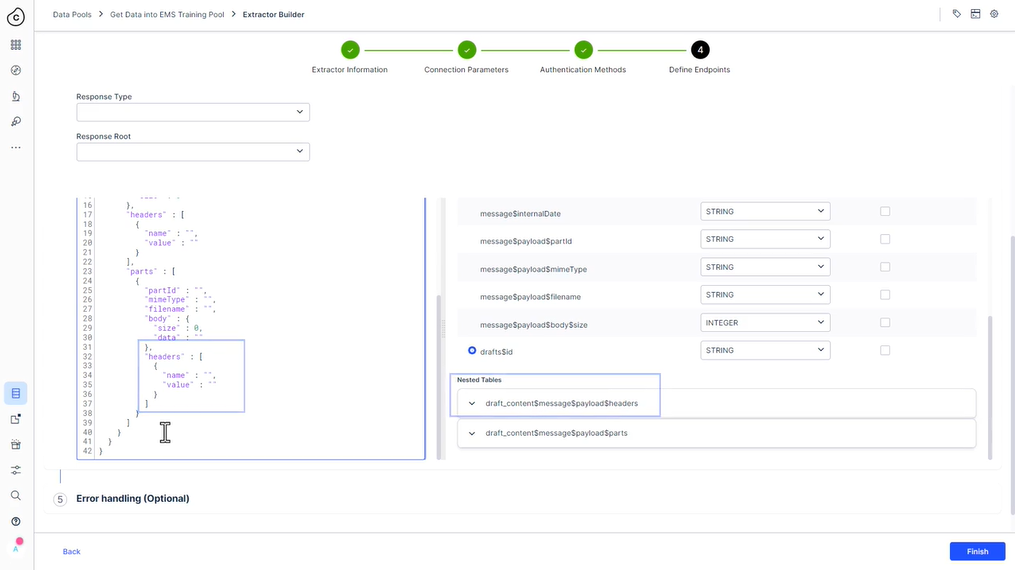 Data Pools > Get Data into EMS Training Pool > Extractor Builder
4
Extractor Information
Connection Parameters
Authentication Methods
Define Endpoints
Response Type
Response Root
16 },
17 "headers" : [
18 {
19 "name" : "",
20 "value" : ""
21 }
22 ],
23 "parts" : [
24 {
25 "partId" : "",
26 "mimeType" : "",
27 "filename" : "",
28 "body" : {
29 "size" : 0,
30 "data" : ""
31 },
32 "headers" : [
33 {
34 "name" : "",
35 "value" : ""
36 }
37 ]
38 }
39 ]
40 }
41 }
42 }
message$internalDate STRING
message$payload$partId STRING
message$payload$mimeType STRING
message$payload$filename STRING
message$payload$body$size INTEGER
drafts$id STRING
Nested Tables
draft_content$message$payload$headers
draft_content$message$payload$parts
5 Error handling (Optional)
A
Back
Finish